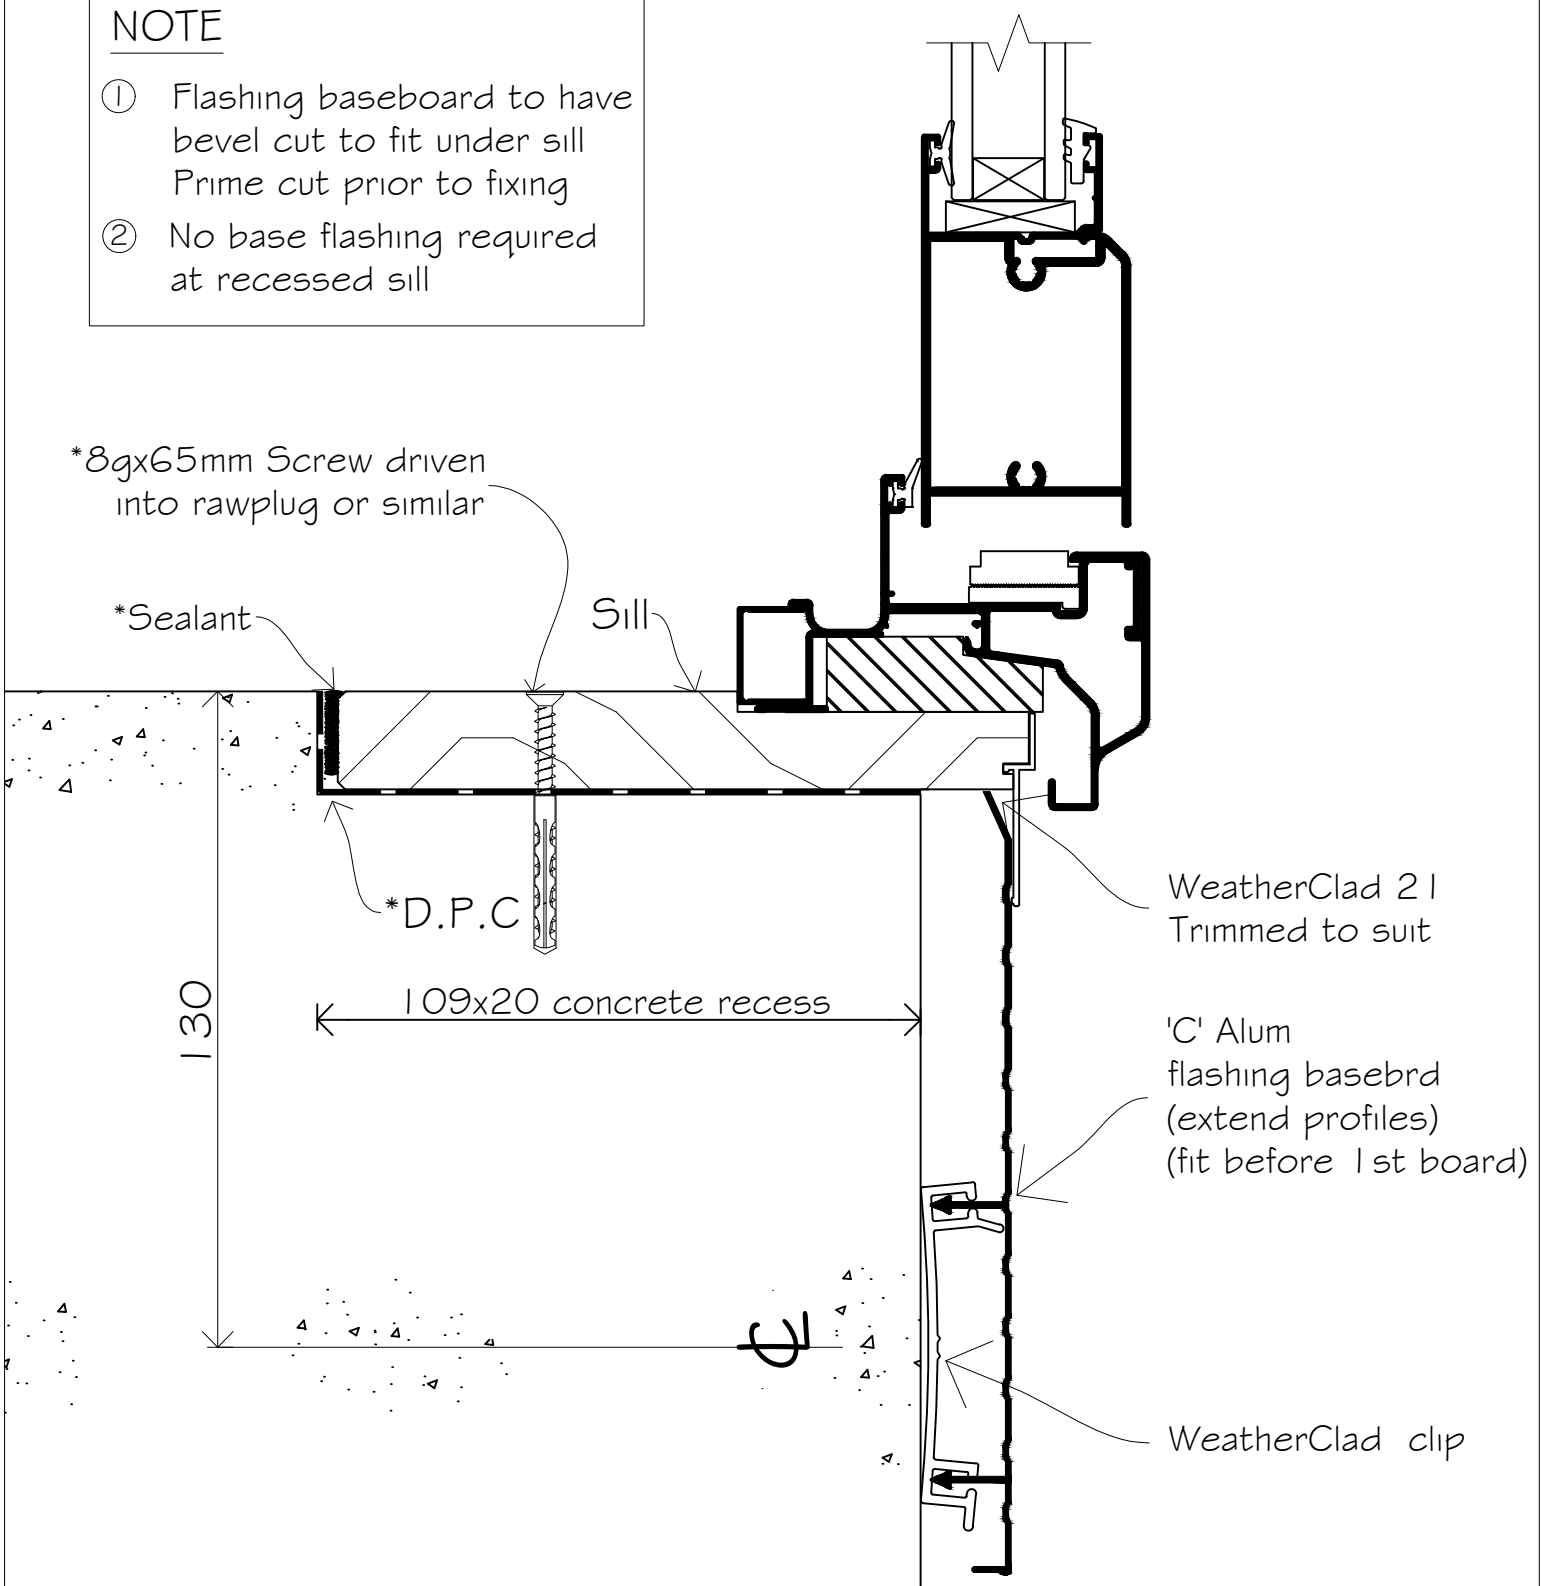 NOTE
① Flashing baseboard to have
bevel cut to fit under sill
Prime cut prior to fixing
② No base flashing required
at recessed sill
*8gx65mm Screw driven
into rawplug or similar
*Sealant
Sill
*D.P.C
WeatherClad 21
Trimmed to suit
130
109x20 concrete recess
'C' Alum
flashing basebrd
(extend profiles)
(fit before 1st board)
℄
WeatherClad clip